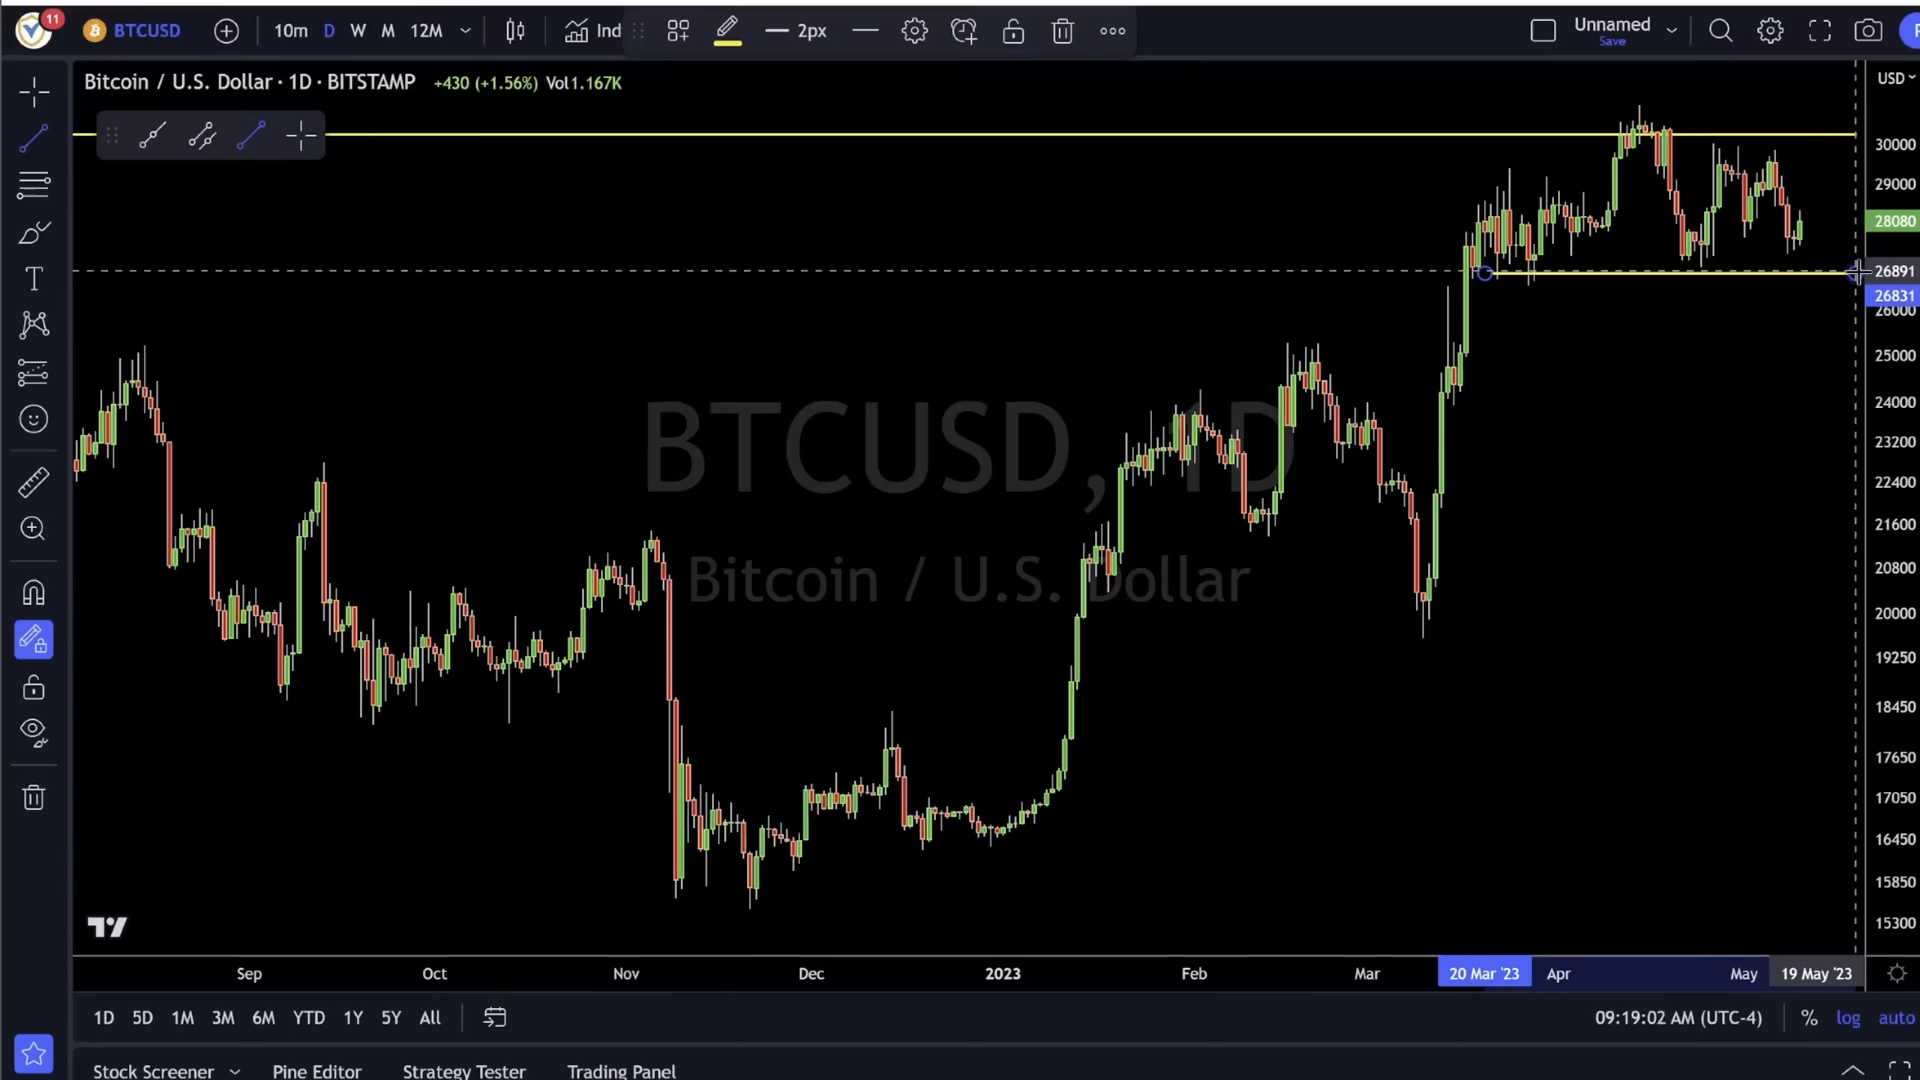 11 BTCUSD 10m D W M 12M Ind 2px Unnamed
Save
Bitcoin / U.S. Dollar · 1D · BITSTAMP +430 (+1.56%) Vol1.167K
USD
30000
29000
28080
26891
26831
26000
25000
24000
23200
22400
21600
20800
20000
19250
18450
17650
17050
16450
15850
15300
BTCUSD, 1D
Bitcoin / U.S. Dollar
Sep Oct Nov Dec 2023 Feb Mar 20 Mar '23 Apr May 19 May '23
1D 5D 1M 3M 6M YTD 1Y 5Y All 09:19:02 AM (UTC-4) % log auto
Stock Screener Pine Editor Strategy Tester Trading Panel